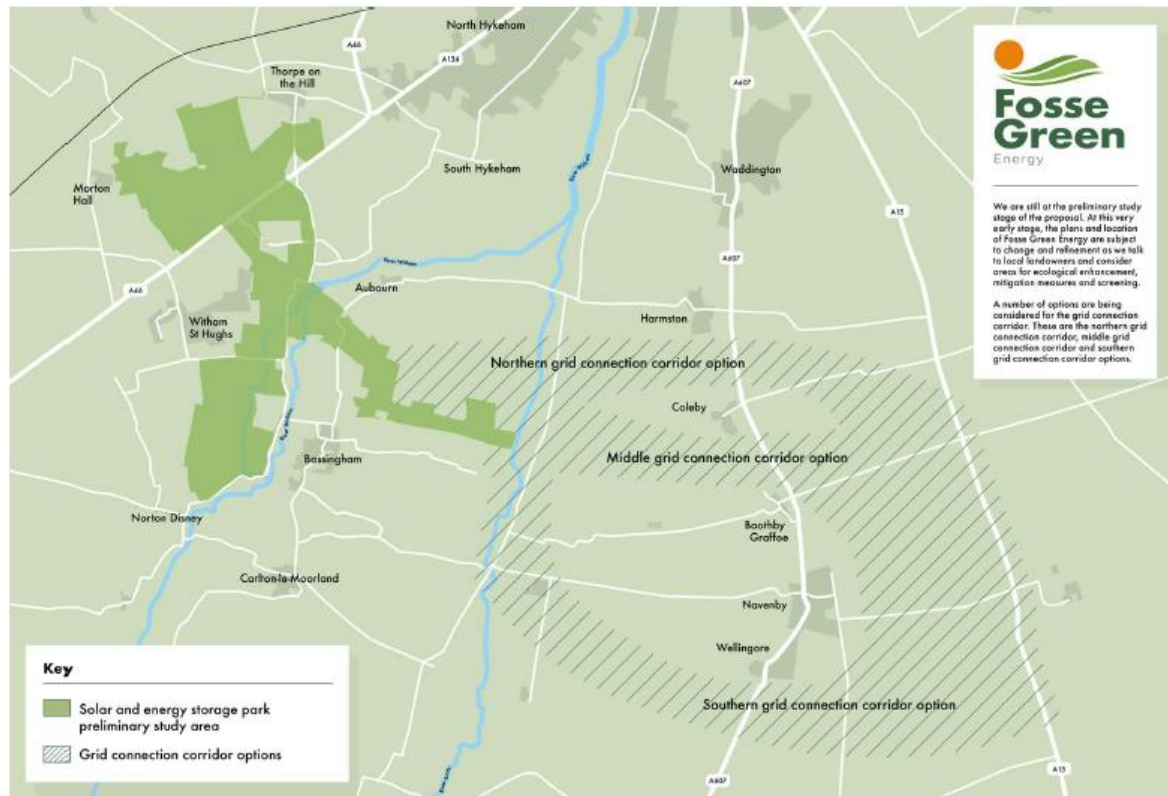 North Hykeham
A46
A1434
Thorpe on
the Hill
A607
South Hykeham
Waddington
Morton
Hall
River Witham
A15
A607
River Witham
Aubourn
A46
Witham
St Hughs
Harmston
Northern grid connection corridor option
Coleby
River Witham
Bassingham
Middle grid connection corridor option
Norton Disney
Boothby
Graffoe
Carlton-le-Moorland
Navenby
Wellingore
Southern grid connection corridor option
A607
A15
Key
Solar and energy storage park
preliminary study area
Grid connection corridor options
Fosse
Green
Energy
We are still at the preliminary study
stage of the proposal. At this very
early stage, the plans and location
of Fosse Green Energy are subject
to change and refinement as we talk
to local landowners and consider
areas for ecological enhancement,
mitigation measures and screening.
A number of options are being
considered for the grid connection
corridor. These are the northern grid
connection corridor, middle grid
connection corridor and southern
grid connection corridor options.